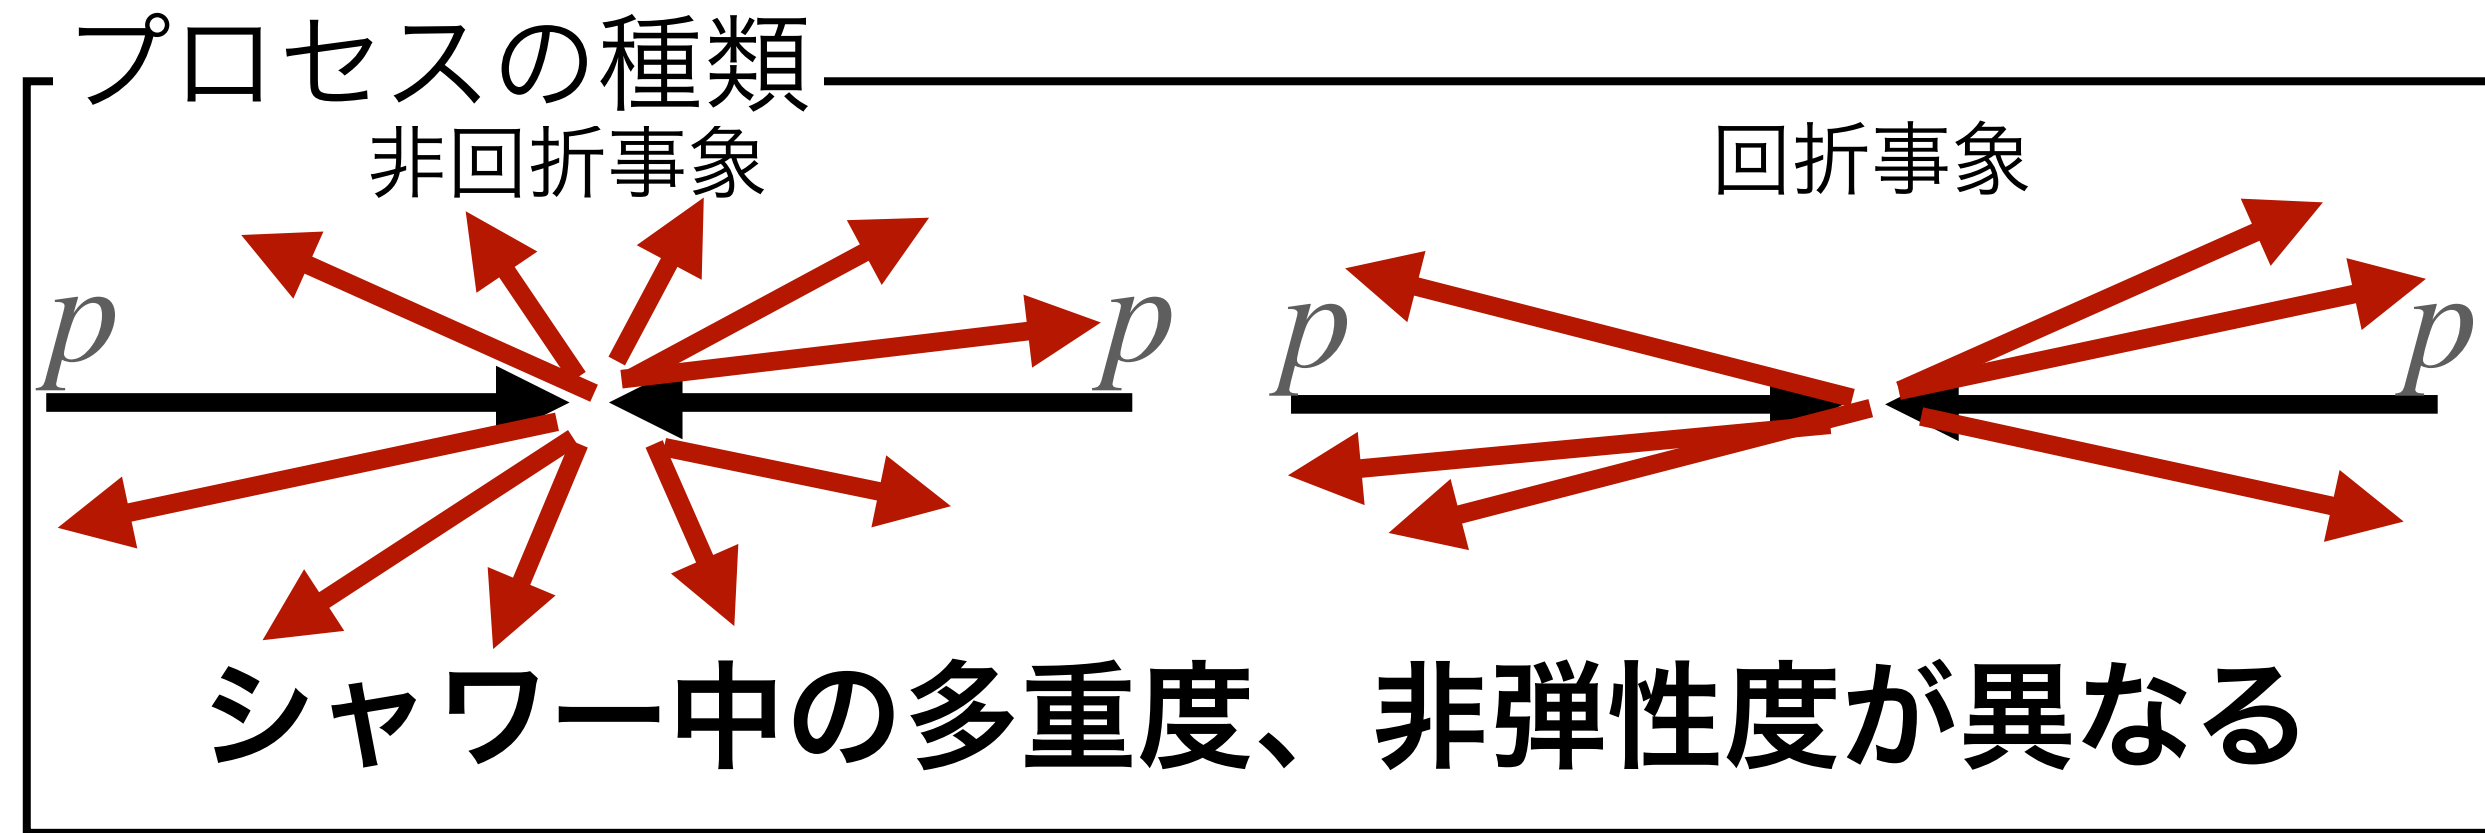 プロセスの種類
非回折事象
回折事象
p
p
p
p
シャワー中の多重度、非弾性度が異なる